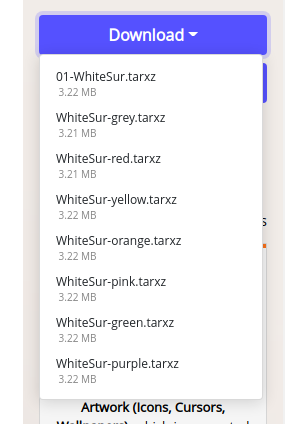 Download
01-WhiteSur.tarxz
3.22 MB
WhiteSur-grey.tarxz
3.21 MB
WhiteSur-red.tarxz
3.21 MB
WhiteSur-yellow.tarxz
3.22 MB
WhiteSur-orange.tarxz
3.22 MB
WhiteSur-pink.tarxz
3.22 MB
WhiteSur-green.tarxz
3.22 MB
WhiteSur-purple.tarxz
3.22 MB
Artwork (Icons, Cursors,